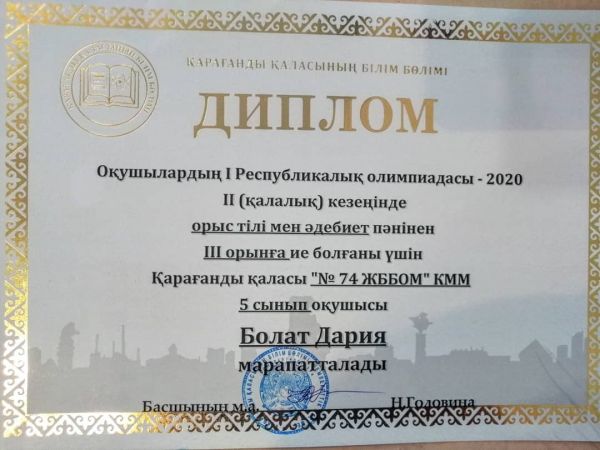 ҚАРАҒАНДЫ ҚАЛАСЫНЫҢ БІЛІМ БӨЛІМІ
ДИПЛОМ
Оқушылардың I Республикалық олимпиадасы - 2020
II (қалалық) кезеңінде
орыс тілі мен әдебиет пәнінен
III орынға ие болғаны үшін
Қарағанды қаласы "№ 74 ЖББОМ" КММ
5 сынып оқушысы
Болат Дария
марапатталады
Басшының м.а. Н.Годовина